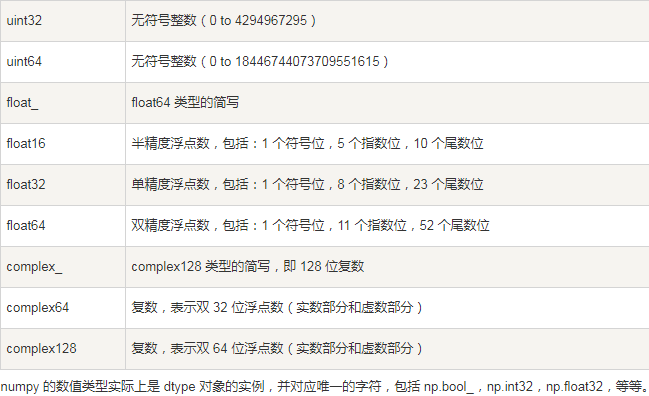 uint32 无符号整数（0 to 4294967295）
uint64 无符号整数（0 to 18446744073709551615）
float_ float64 类型的简写
float16 半精度浮点数，包括：1 个符号位，5 个指数位，10 个尾数位
float32 单精度浮点数，包括：1 个符号位，8 个指数位，23 个尾数位
float64 双精度浮点数，包括：1 个符号位，11 个指数位，52 个尾数位
complex_ complex128 类型的简写，即 128 位复数
complex64 复数，表示双 32 位浮点数（实数部分和虚数部分）
complex128 复数，表示双 64 位浮点数（实数部分和虚数部分）
numpy 的数值类型实际上是 dtype 对象的实例，并对应唯一的字符，包括 np.bool_，np.int32，np.float32，等等。